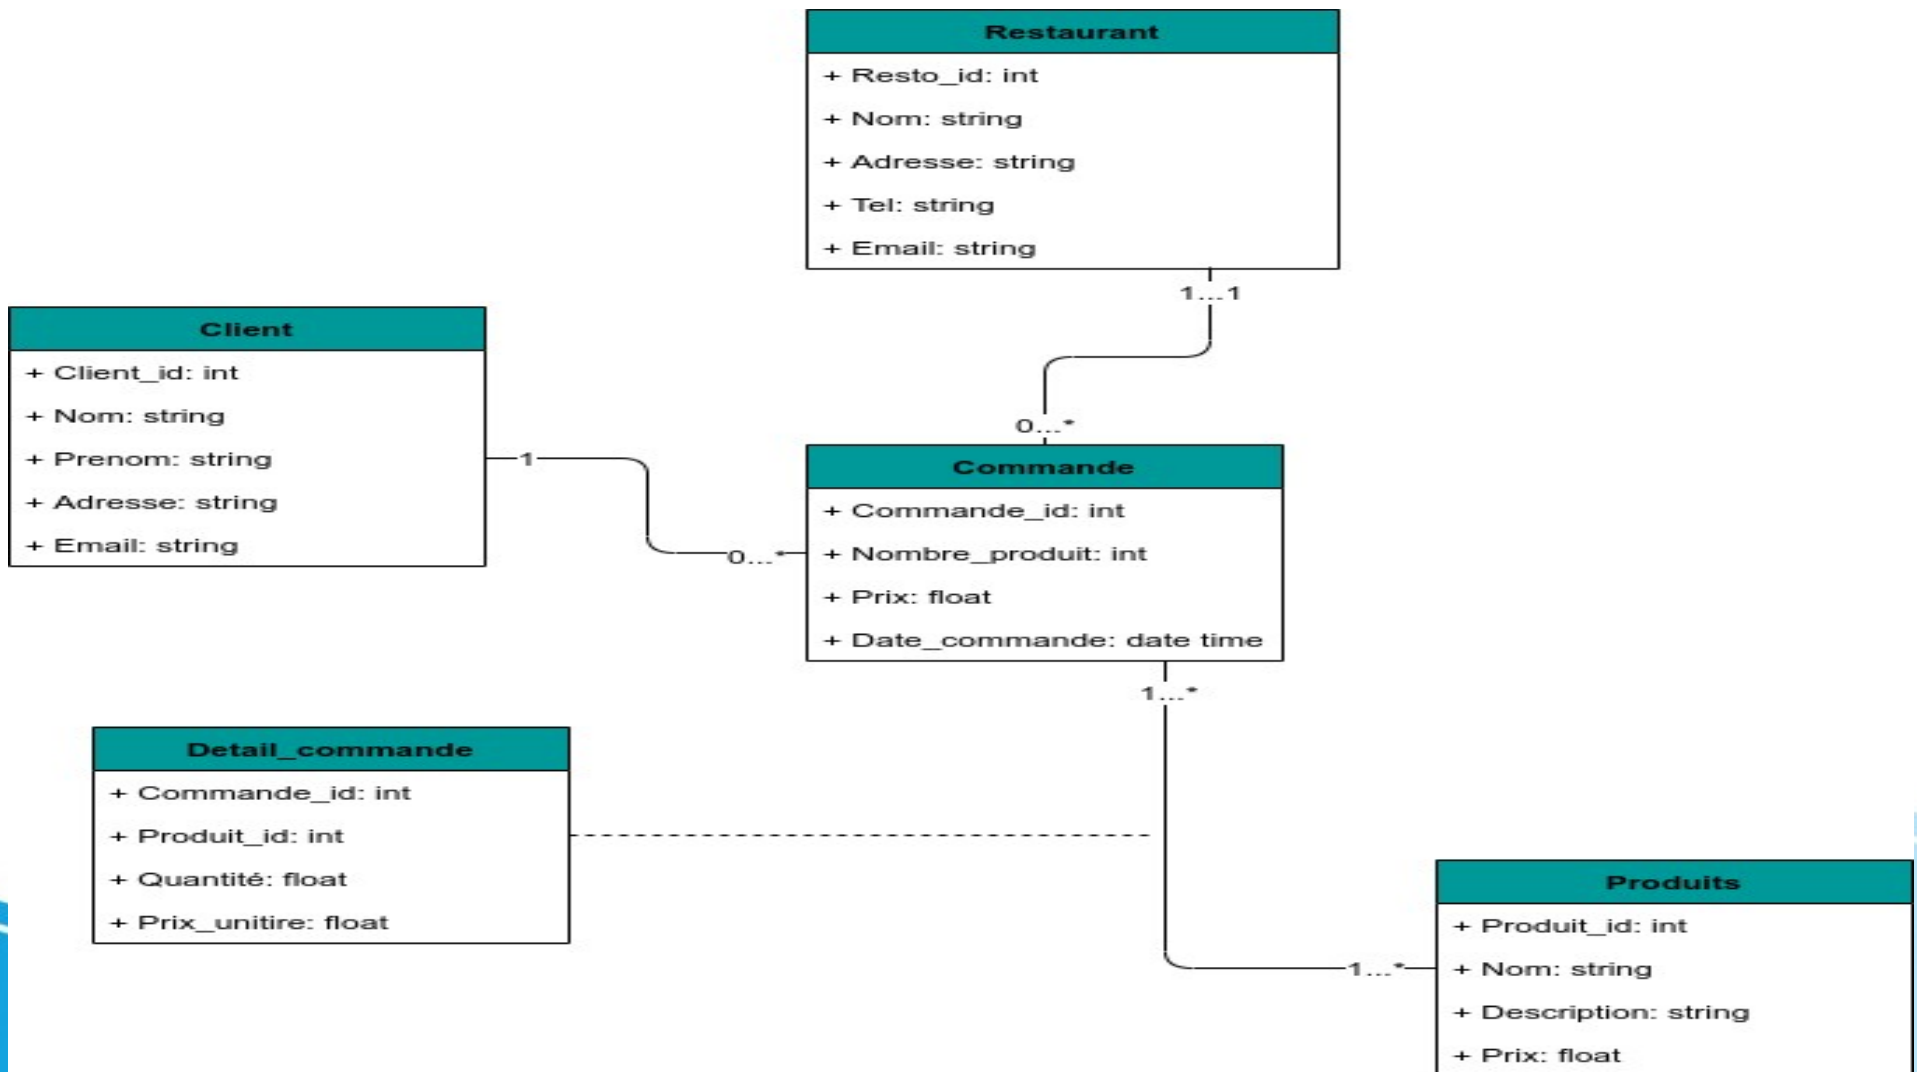 Restaurant
+ Resto_id: int
+ Nom: string
+ Adresse: string
+ Tel: string
+ Email: string
1...1
Client
+ Client_id: int
+ Nom: string
+ Prenom: string
+ Adresse: string
+ Email: string
1
0...*
0...*
Commande
+ Commande_id: int
+ Nombre_produit: int
+ Prix: float
+ Date_commande: date time
1...*
Detail_commande
+ Commande_id: int
+ Produit_id: int
+ Quantité: float
+ Prix_unitire: float
1...*
Produits
+ Produit_id: int
+ Nom: string
+ Description: string
+ Prix: float